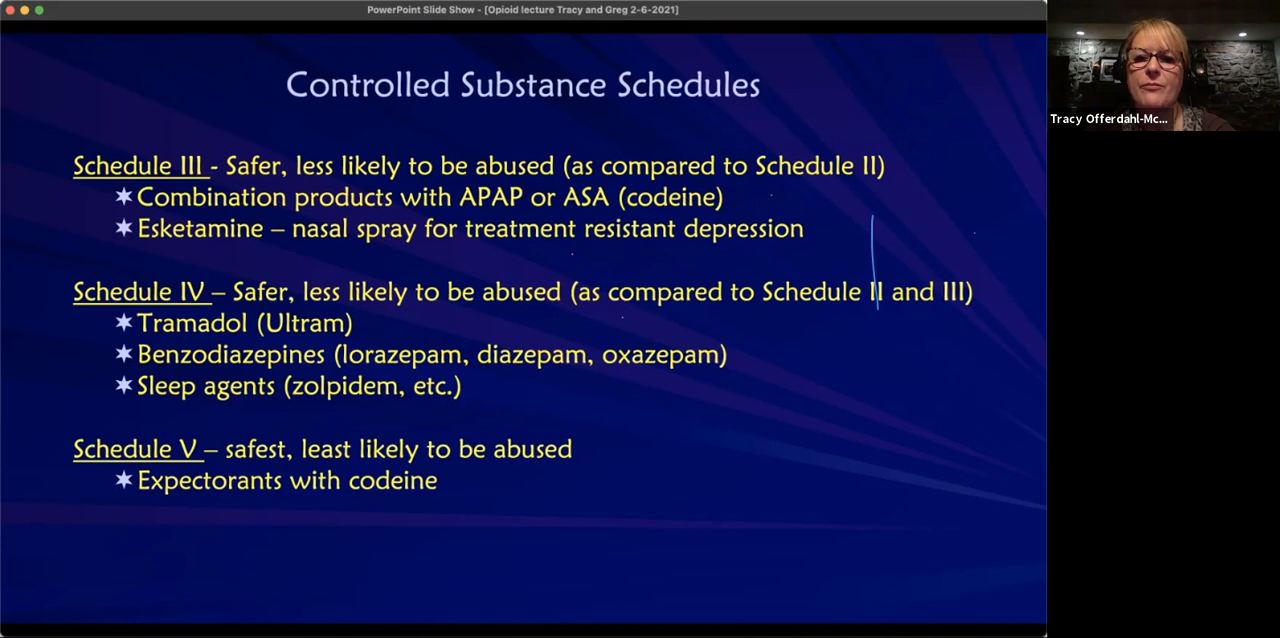 PowerPoint Slide Show - [Opioid lecture Tracy and Greg 2-6-2021]
Controlled Substance Schedules
Schedule III - Safer, less likely to be abused (as compared to Schedule II)
Combination products with APAP or ASA (codeine)
Esketamine – nasal spray for treatment resistant depression
Schedule IV – Safer, less likely to be abused (as compared to Schedule II and III)
Tramadol (Ultram)
Benzodiazepines (lorazepam, diazepam, oxazepam)
Sleep agents (zolpidem, etc.)
Schedule V – safest, least likely to be abused
Expectorants with codeine
Tracy Offerdahl-Mc...